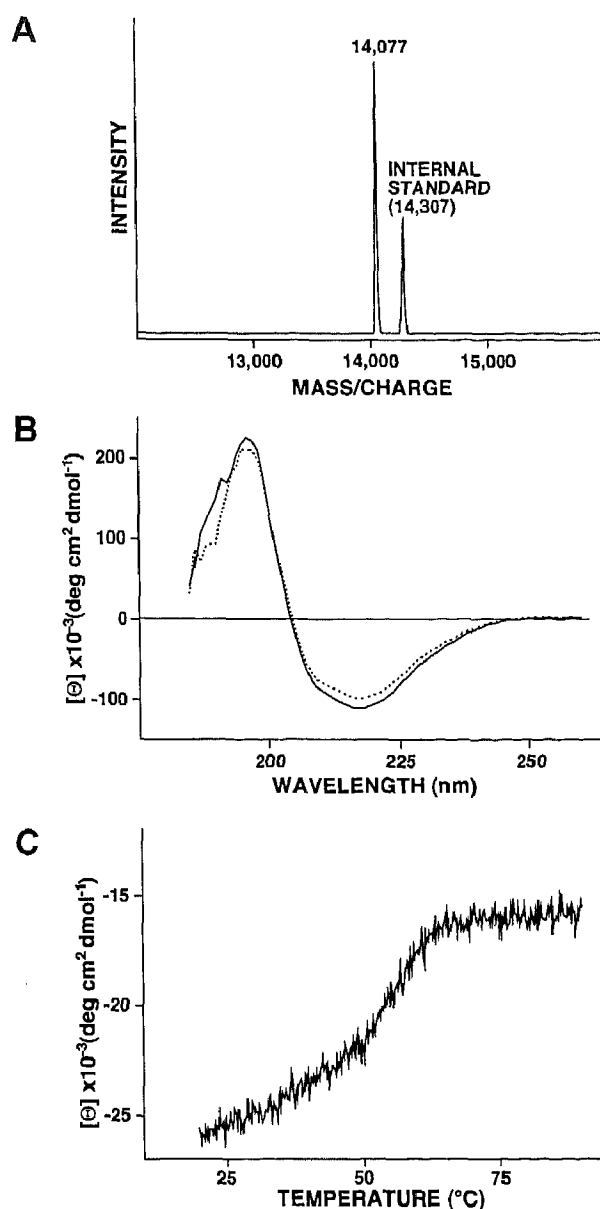 A
14,077
INTERNAL
STANDARD
(14,307)
INTENSITY
13,000 14,000 15,000
MASS/CHARGE
B
200
100
0
-100
[Θ] x10⁻³(deg cm² dmol⁻¹)
200 225 250
WAVELENGTH (nm)
C
-15
-20
-25
[Θ] x10⁻³(deg cm² dmol⁻¹)
25 50 75
TEMPERATURE (°C)